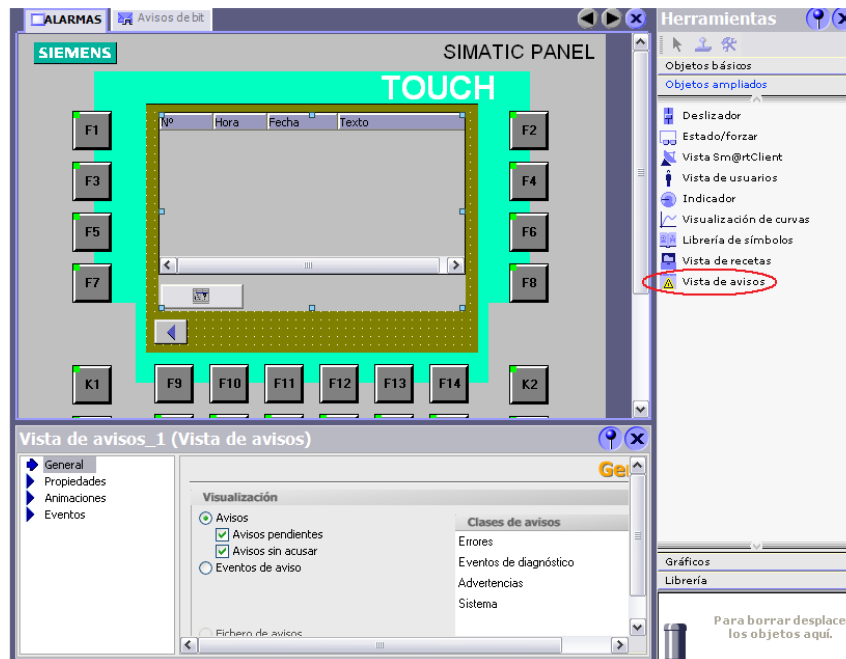 ALARMAS
Avisos de bit
SIEMENS
SIMATIC PANEL
TOUCH
Nº Hora Fecha Texto
F1
F2
F3
F4
F5
F6
F7
F8
K1
F9
F10
F11
F12
F13
F14
K2
Vista de avisos_1 (Vista de avisos)
General
Propiedades
Animaciones
Eventos
Visualización
Avisos
Avisos pendientes
Avisos sin acusar
Eventos de aviso
Fichero de avisos
Clases de avisos
Errores
Eventos de diagnóstico
Advertencias
Sistema
Herramientas
Objetos básicos
Objetos ampliados
Deslizador
Estado/forzar
Vista Sm@rtClient
Vista de usuarios
Indicador
Visualización de curvas
Librería de símbolos
Vista de recetas
Vista de avisos
Gráficos
Librería
Para borrar desplace
los objetos aquí.